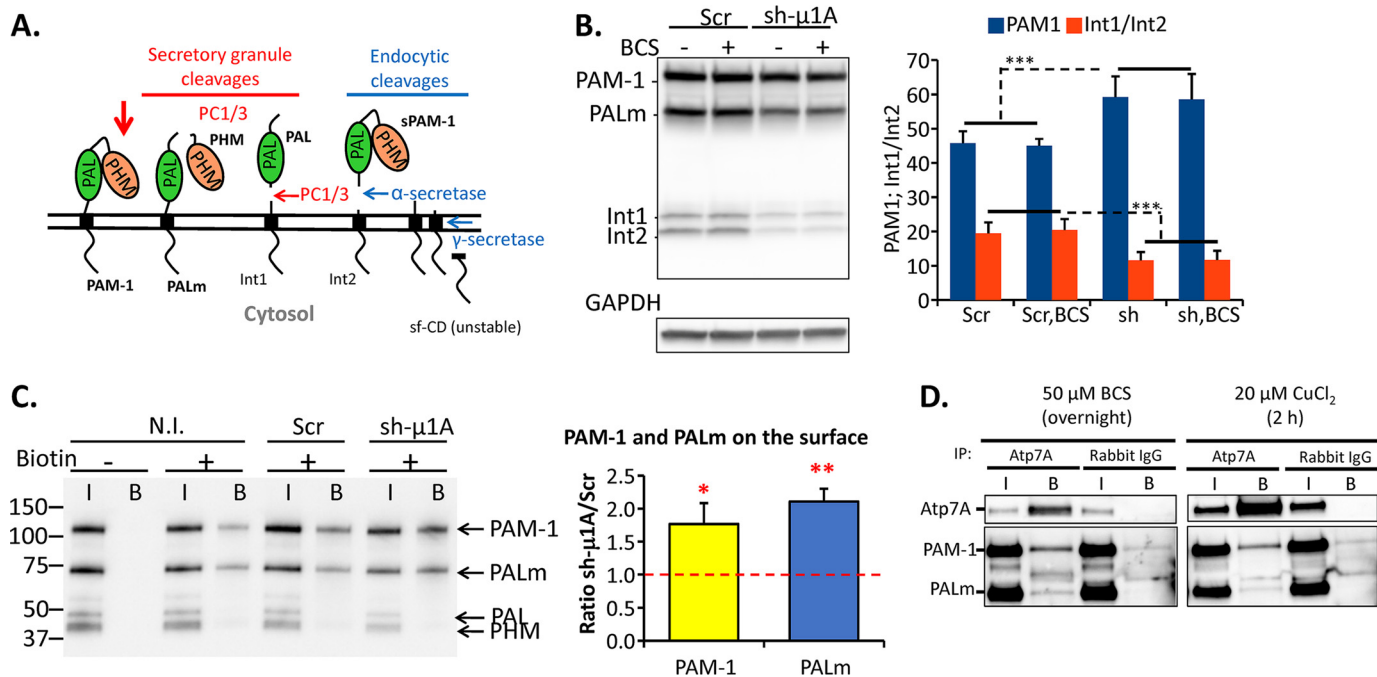 A.
Secretory granule
cleavages
Endocytic
cleavages
PC1/3
PHM
PAL
sPAM-1
PAL
PHM
PAL
PHM
PAL
PAL
PHM
PC1/3
α-secretase
γ-secretase
PAM-1
PALm
Int1
Int2
Cytosol
sf-CD (unstable)
B.
Scr sh-µ1A
BCS - + - +
PAM-1
PALm
Int1
Int2
GAPDH
PAM1 Int1/Int2
PAM1; Int1/Int2
70
60
50
40
30
20
10
0
***
***
Scr Scr,BCS sh sh,BCS
C.
N.I. Scr sh-µ1A
Biotin - + + +
I B I B I B I B
150
100
75
50
37
PAM-1
PALm
PAL
PHM
PAM-1 and PALm on the surface
Ratio sh-µ1A/Scr
2.5
2.0
1.5
1.0
0.5
0.0
*
**
PAM-1 PALm
D.
50 µM BCS
(overnight)
20 µM CuCl2
(2 h)
IP: Atp7A Rabbit IgG Atp7A Rabbit IgG
I B I B I B I B
Atp7A
PAM-1
PALm